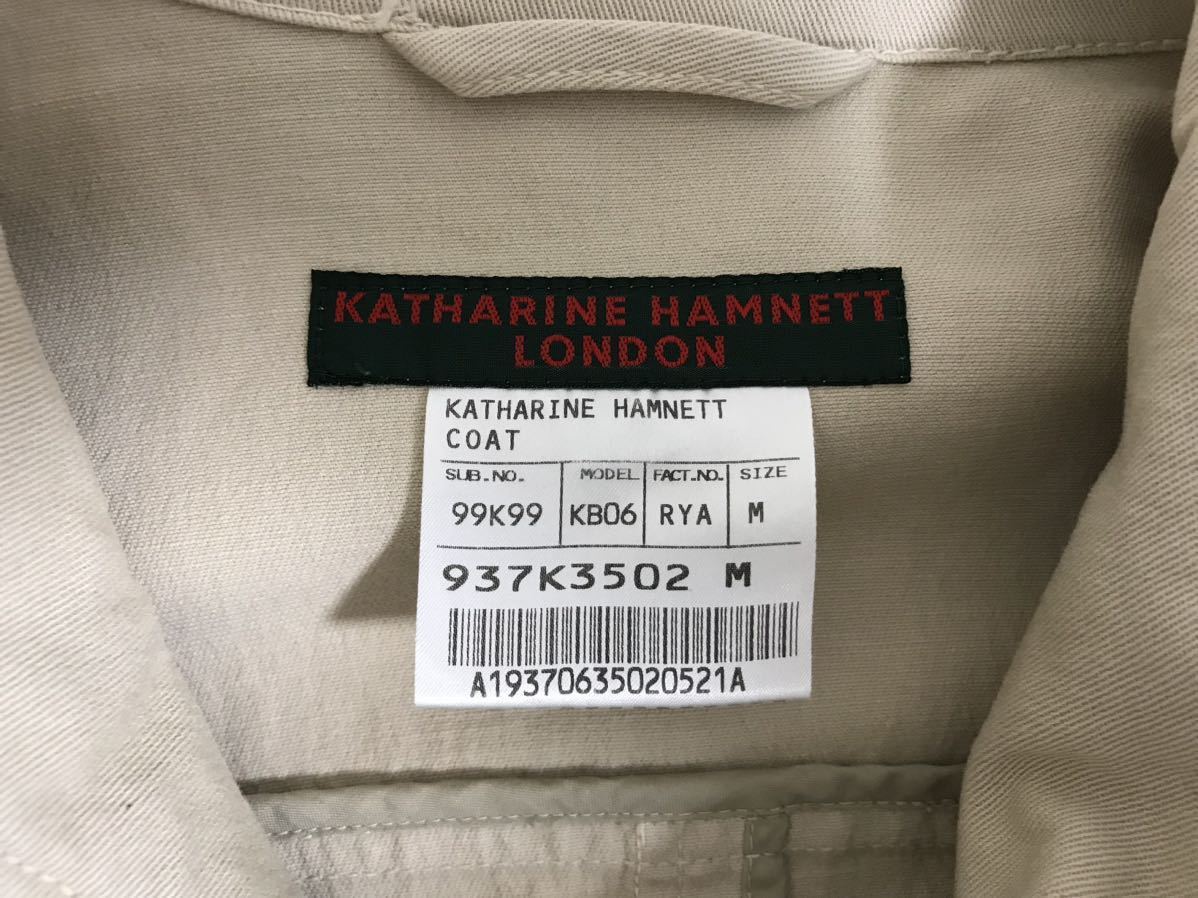 KATHARINE HAMNETT
LONDON
KATHARINE HAMNETT
COAT
SUB.NO. MODEL FACT.NO. SIZE
99K99 KB06 RYA M
937K3502 M
A19370635020521A